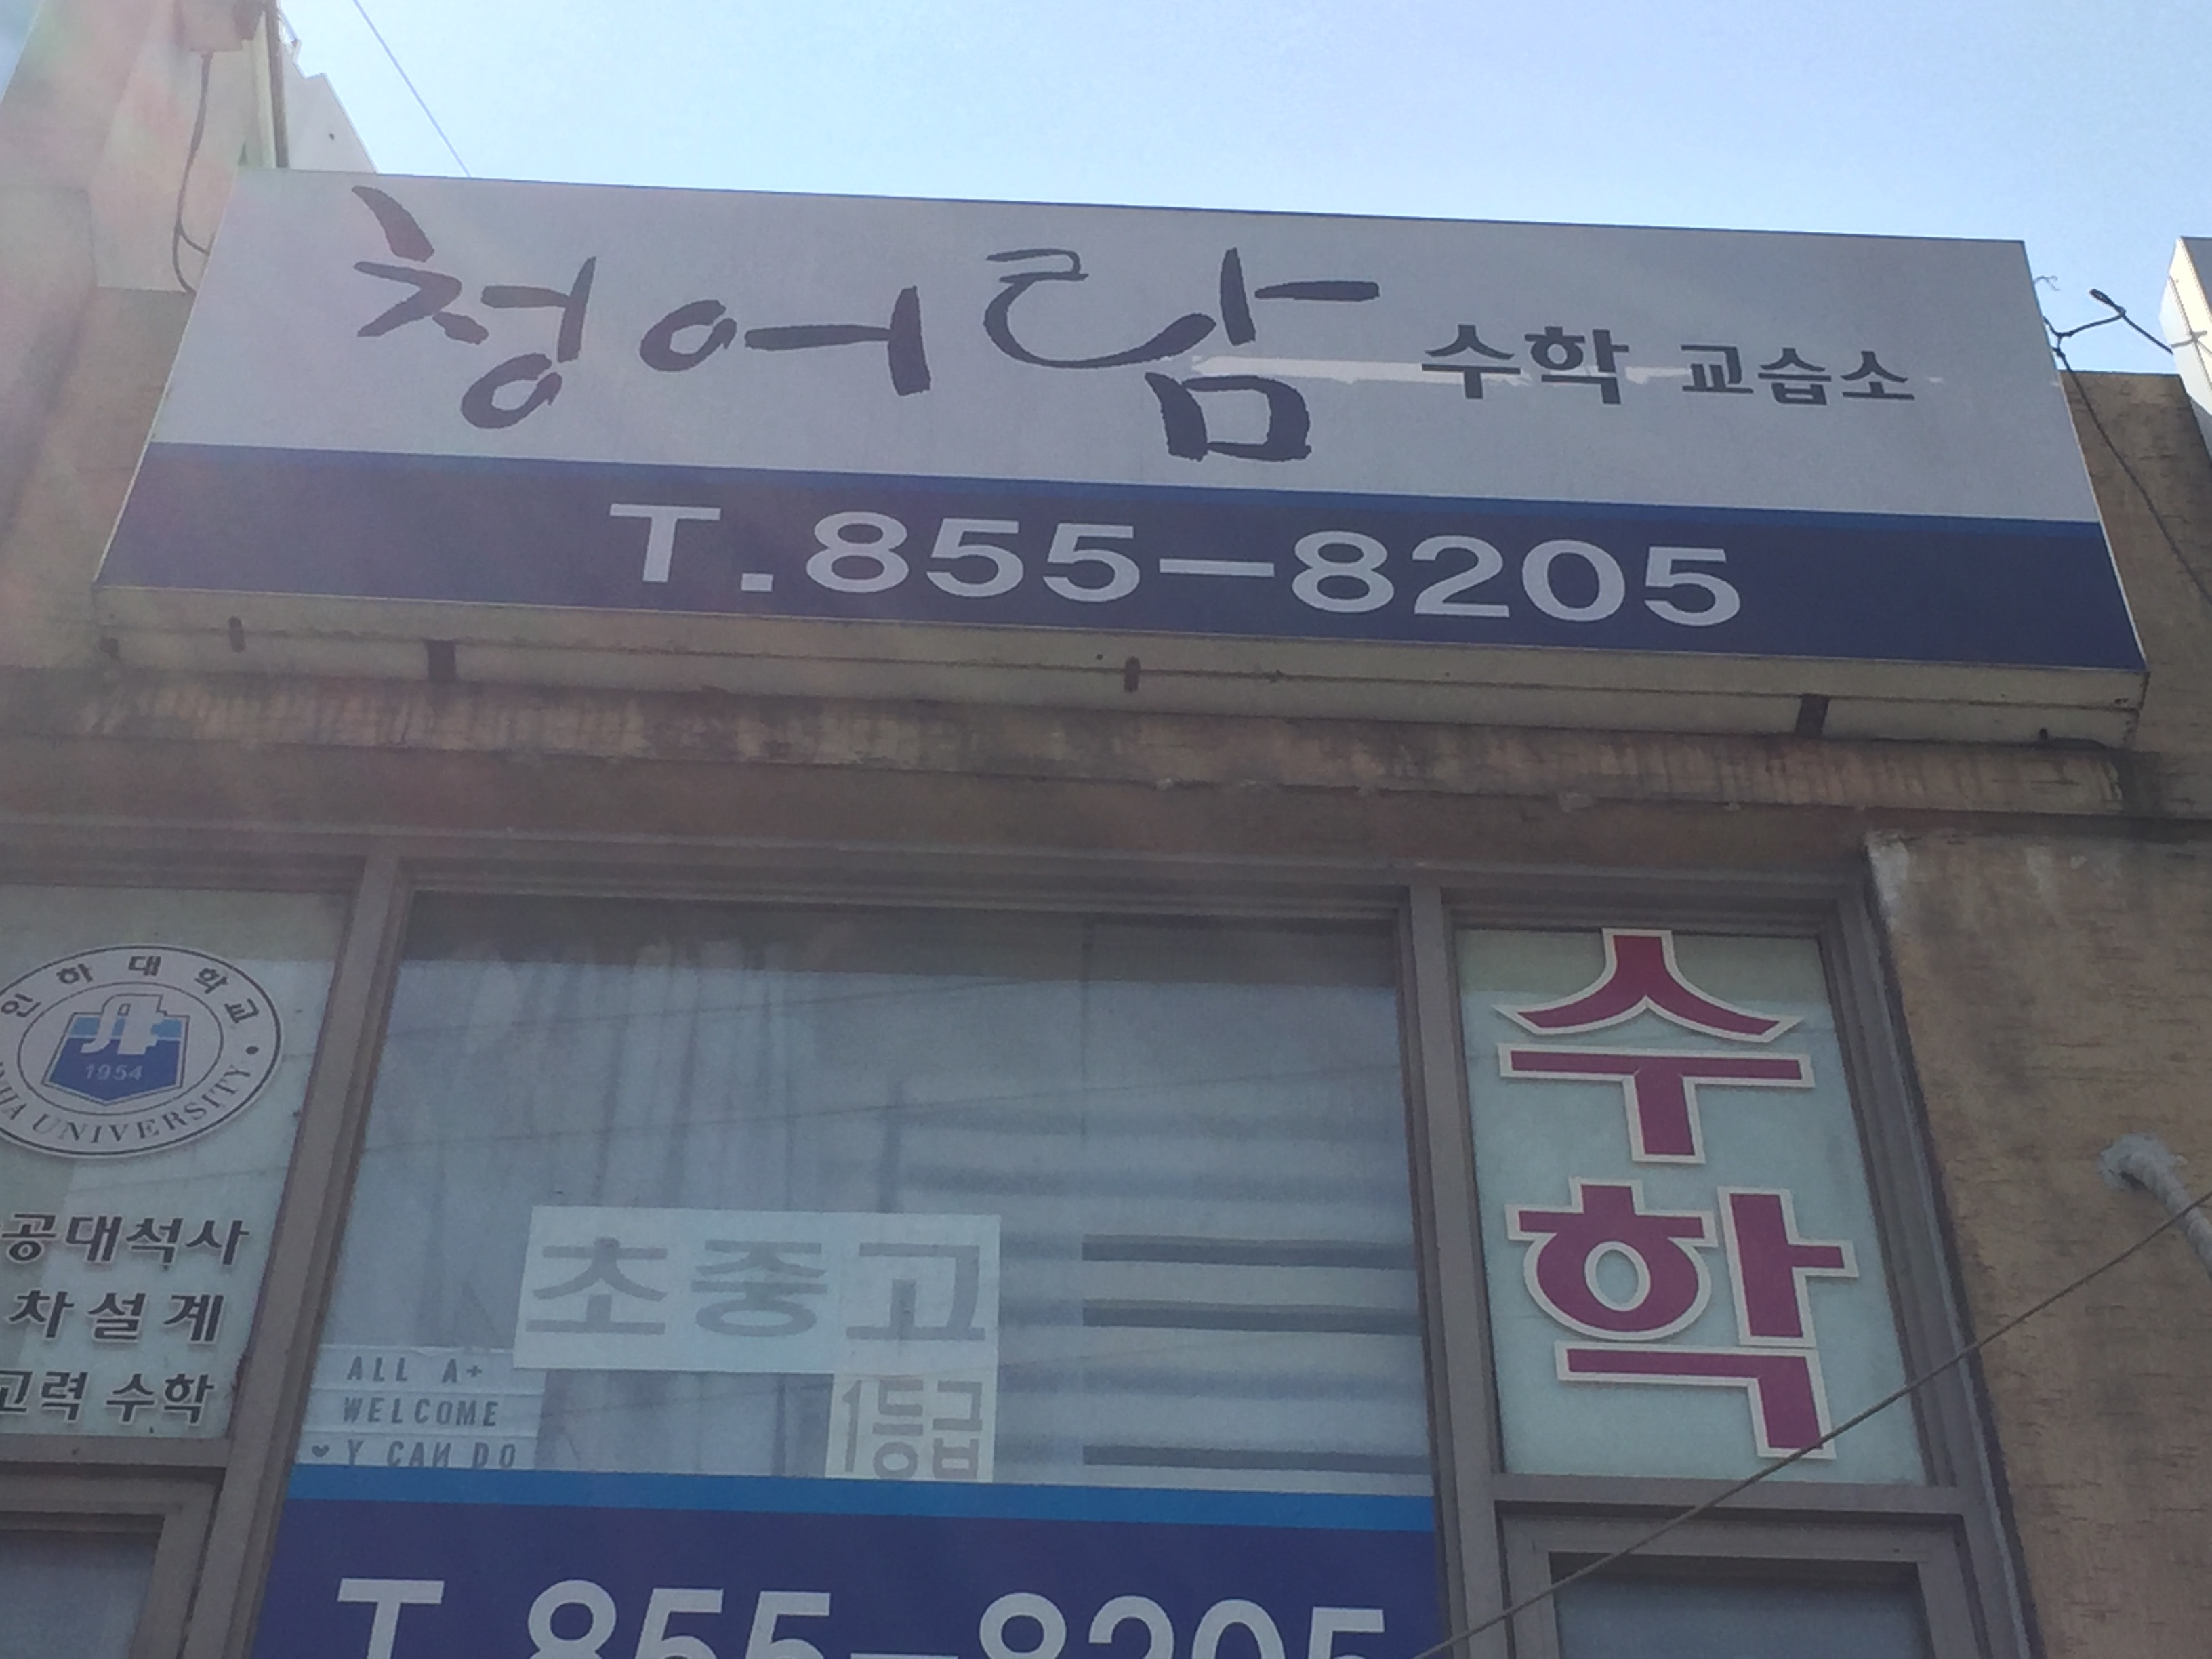 청어람 수학 교습소
T.855-8205
인하대학교
1954
INHA UNIVERSITY
공대석사
차설계
고력 수학
초중고
1등급
ALL A+
WELCOME
♥ Y CAN DO
수학
T.855-8205